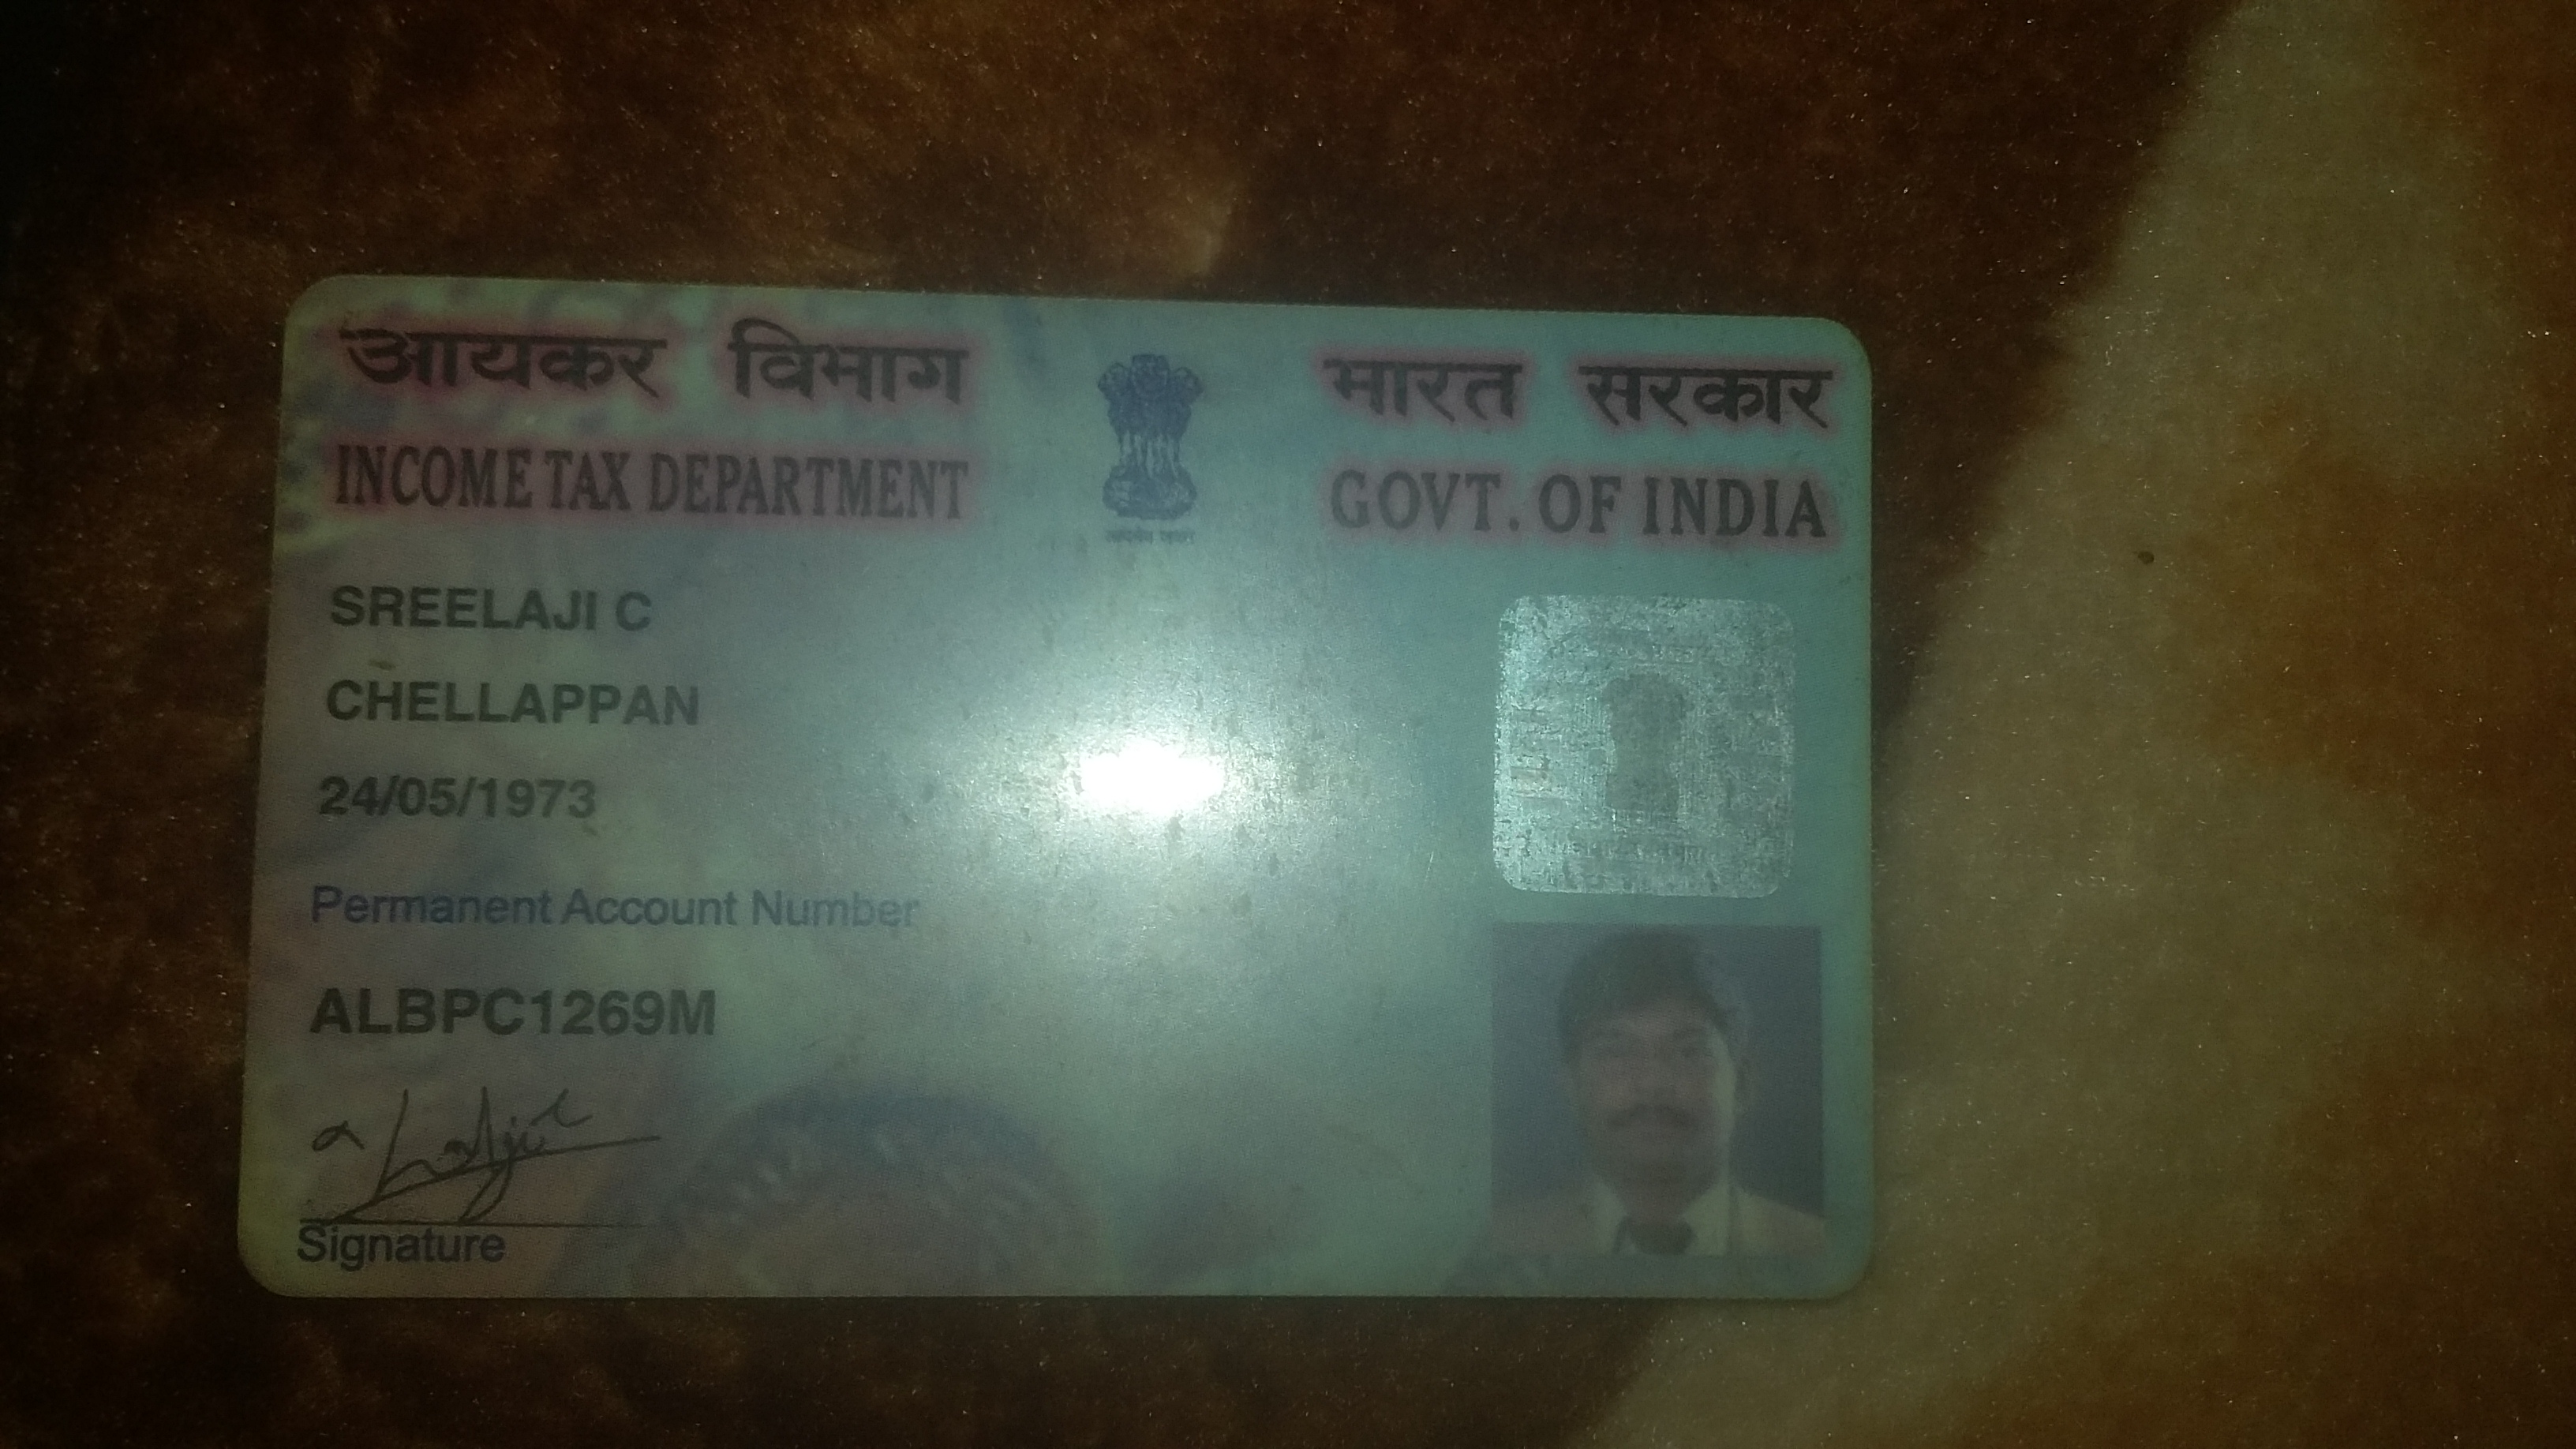 आयकर विभाग
INCOME TAX DEPARTMENT
भारत सरकार
GOVT. OF INDIA
SREELAJI C
CHELLAPPAN
24/05/1973
Permanent Account Number
ALBPC1269M
Signature